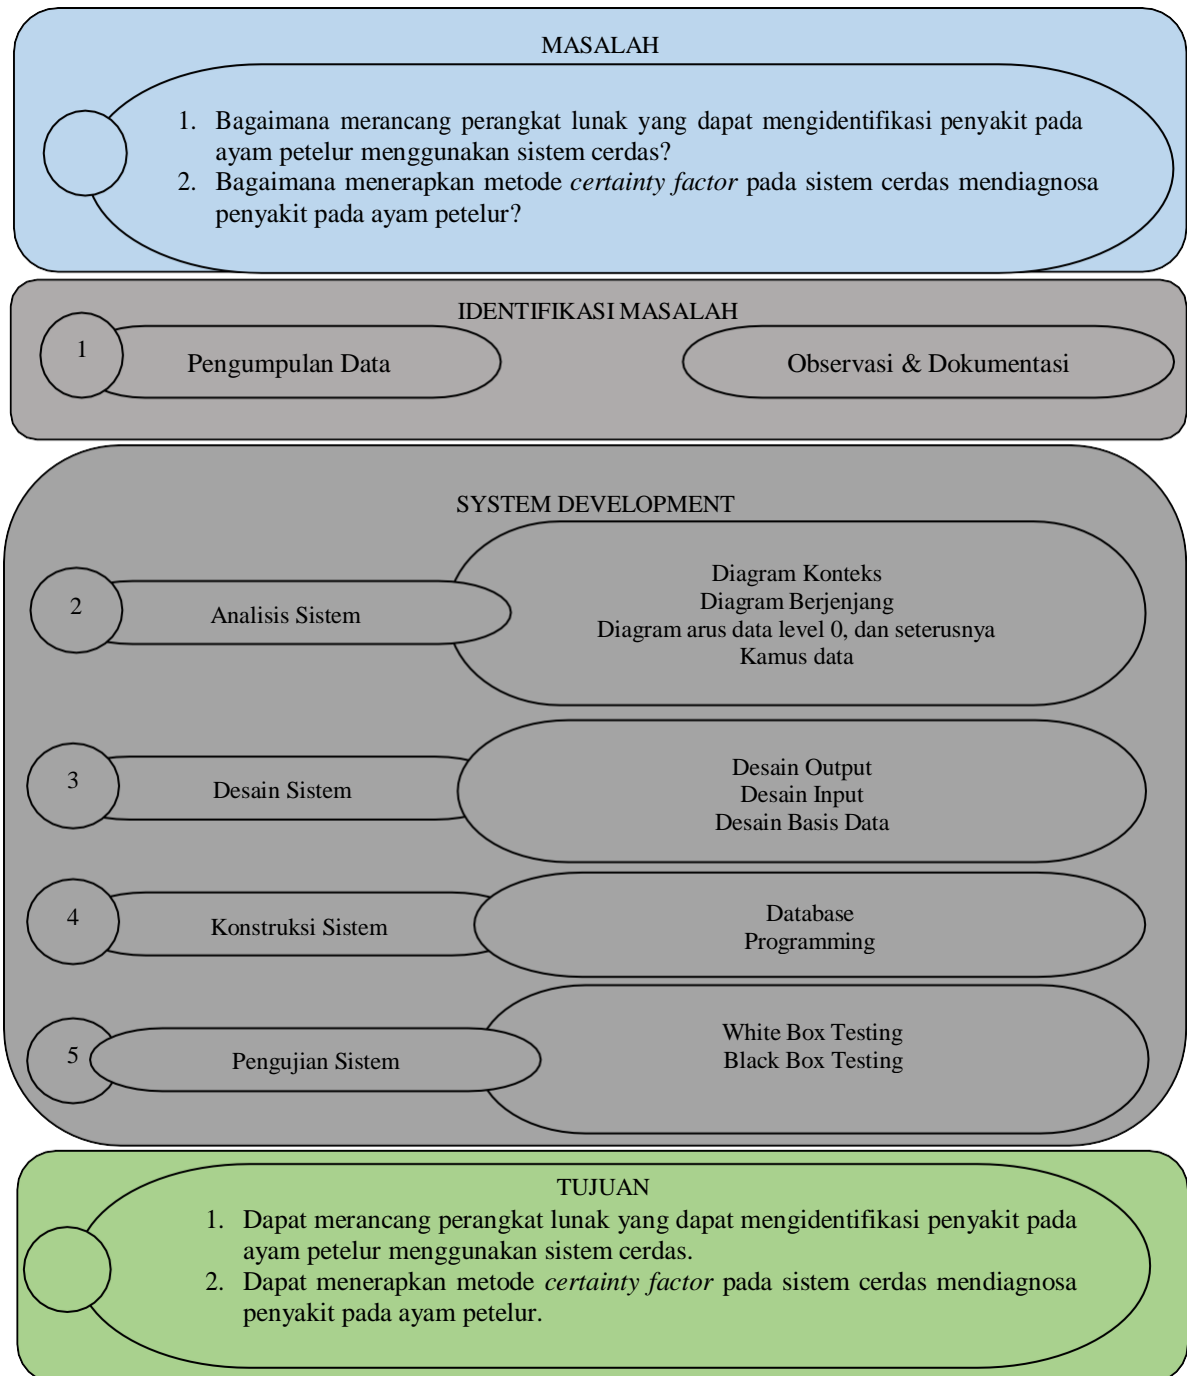 MASALAH
1. Bagaimana merancang perangkat lunak yang dapat mengidentifikasi penyakit pada
ayam petelur menggunakan sistem cerdas?
2. Bagaimana menerapkan metode certainty factor pada sistem cerdas mendiagnosa
penyakit pada ayam petelur?
IDENTIFIKASI MASALAH
1
Pengumpulan Data
Observasi & Dokumentasi
SYSTEM DEVELOPMENT
2
Analisis Sistem
Diagram Konteks
Diagram Berjenjang
Diagram arus data level 0, dan seterusnya
Kamus data
3
Desain Sistem
Desain Output
Desain Input
Desain Basis Data
4
Konstruksi Sistem
Database
Programming
5
Pengujian Sistem
White Box Testing
Black Box Testing
TUJUAN
1. Dapat merancang perangkat lunak yang dapat mengidentifikasi penyakit pada
ayam petelur menggunakan sistem cerdas.
2. Dapat menerapkan metode certainty factor pada sistem cerdas mendiagnosa
penyakit pada ayam petelur.